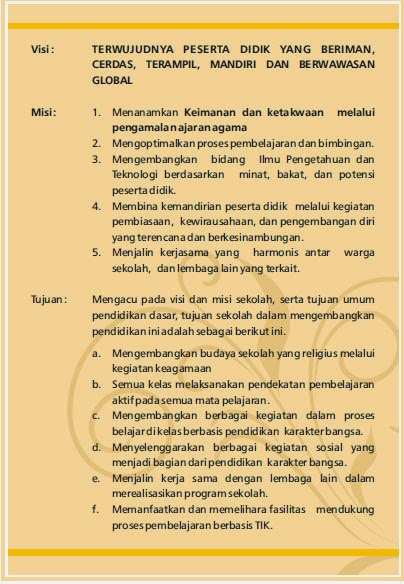 Visi : TERWUJUDNYA PESERTA DIDIK YANG BERIMAN,
CERDAS, TERAMPIL, MANDIRI DAN BERWAWASAN
GLOBAL
Misi : 1. Menanamkan Keimanan dan ketakwaan melalui
pengamalan ajaran agama
2. Mengoptimalkan proses pembelajaran dan bimbingan.
3. Mengembangkan bidang Ilmu Pengetahuan dan
Teknologi berdasarkan minat, bakat, dan potensi
peserta didik.
4. Membina kemandirian peserta didik melalui kegiatan
pembiasaan, kewirausahaan, dan pengembangan diri
yang terencana dan berkesinambungan.
5. Menjalin kerjasama yang harmonis antar warga
sekolah, dan lembaga lain yang terkait.
Tujuan : Mengacu pada visi dan misi sekolah, serta tujuan umum
pendidikan dasar, tujuan sekolah dalam mengembangkan
pendidikan ini adalah sebagai berikut ini.
a. Mengembangkan budaya sekolah yang religius melalui
kegiatan keagamaan
b. Semua kelas melaksanakan pendekatan pembelajaran
aktif pada semua mata pelajaran.
c. Mengembangkan berbagai kegiatan dalam proses
belajar di kelas berbasis pendidikan karakter bangsa.
d. Menyelenggarakan berbagai kegiatan sosial yang
menjadi bagian dari pendidikan karakter bangsa.
e. Menjalin kerja sama dengan lembaga lain dalam
merealisasikan program sekolah.
f. Memanfaatkan dan memelihara fasilitas mendukung
proses pembelajaran berbasis TIK.